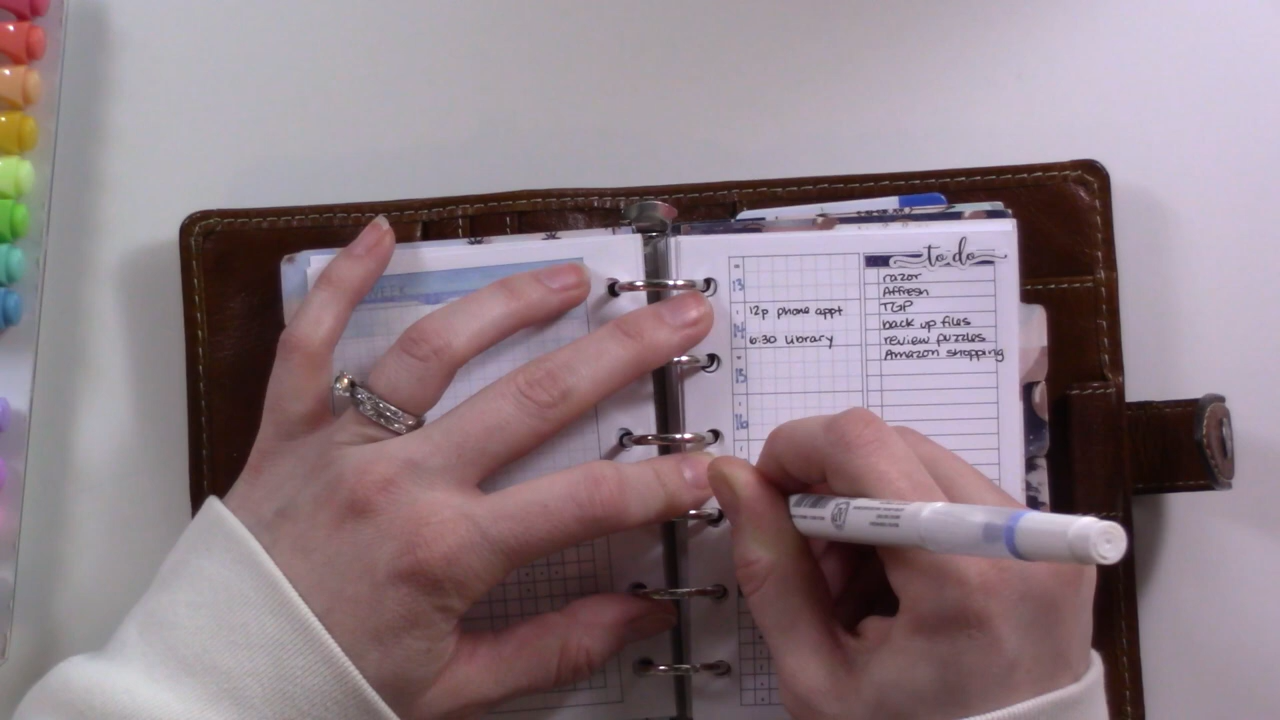 WEEK
to do
13
razor
Affresh
12p phone appt
TGP
14
back up files
6:30 Library
review puzzles
Amazon shopping
15
16